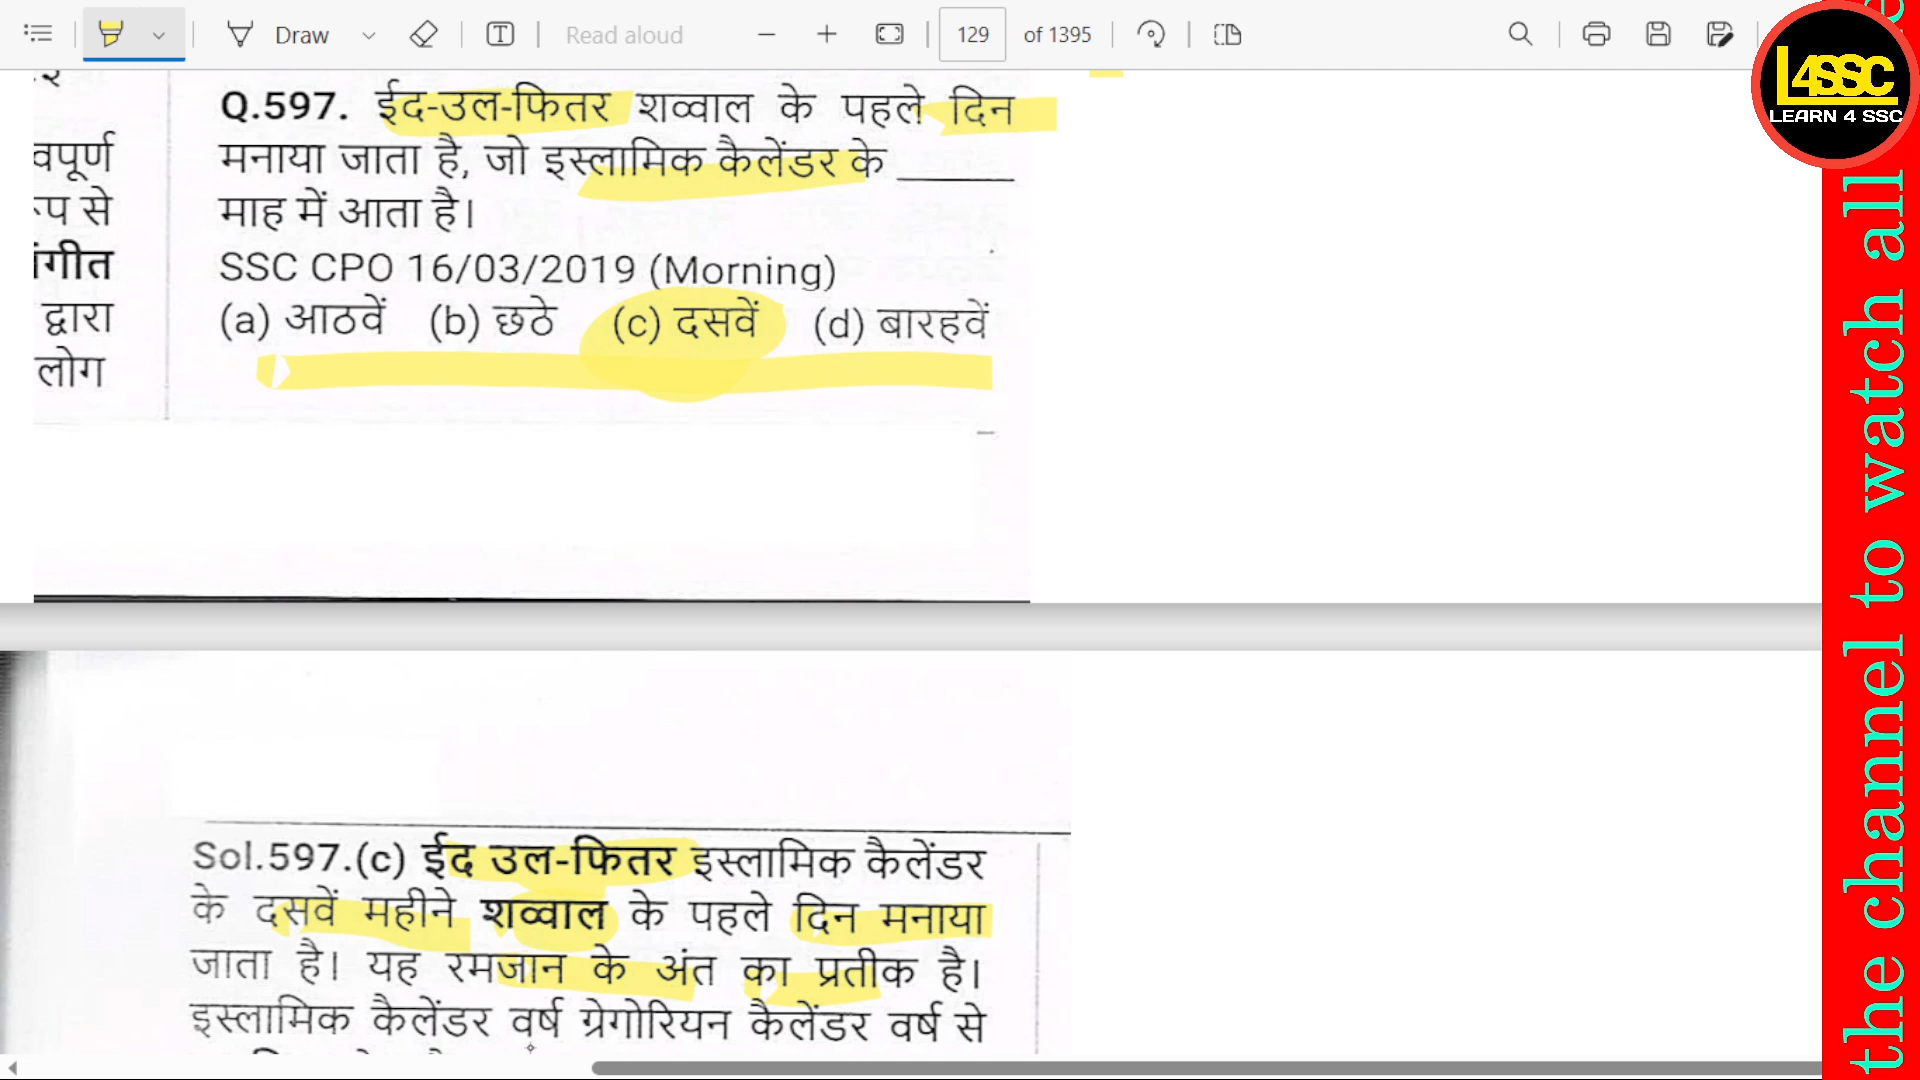 Draw
Read aloud
129
of 1395
L4SSC
LEARN 4 SSC
Q.597. ईद-उल-फितर शव्वाल के पहले दिन
मनाया जाता है, जो इस्लामिक कैलेंडर के ______
माह में आता है।
SSC CPO 16/03/2019 (Morning)
(a) आठवें (b) छठे (c) दसवें (d) बारहवें
वपूर्ण
द्वारा
लोग
Sol.597.(c) ईद उल-फितर इस्लामिक कैलेंडर
के दसवें महीने शव्वाल के पहले दिन मनाया
जाता है। यह रमजान के अंत का प्रतीक है।
इस्लामिक कैलेंडर वर्ष ग्रेगोरियन कैलेंडर वर्ष से
the channel to watch all